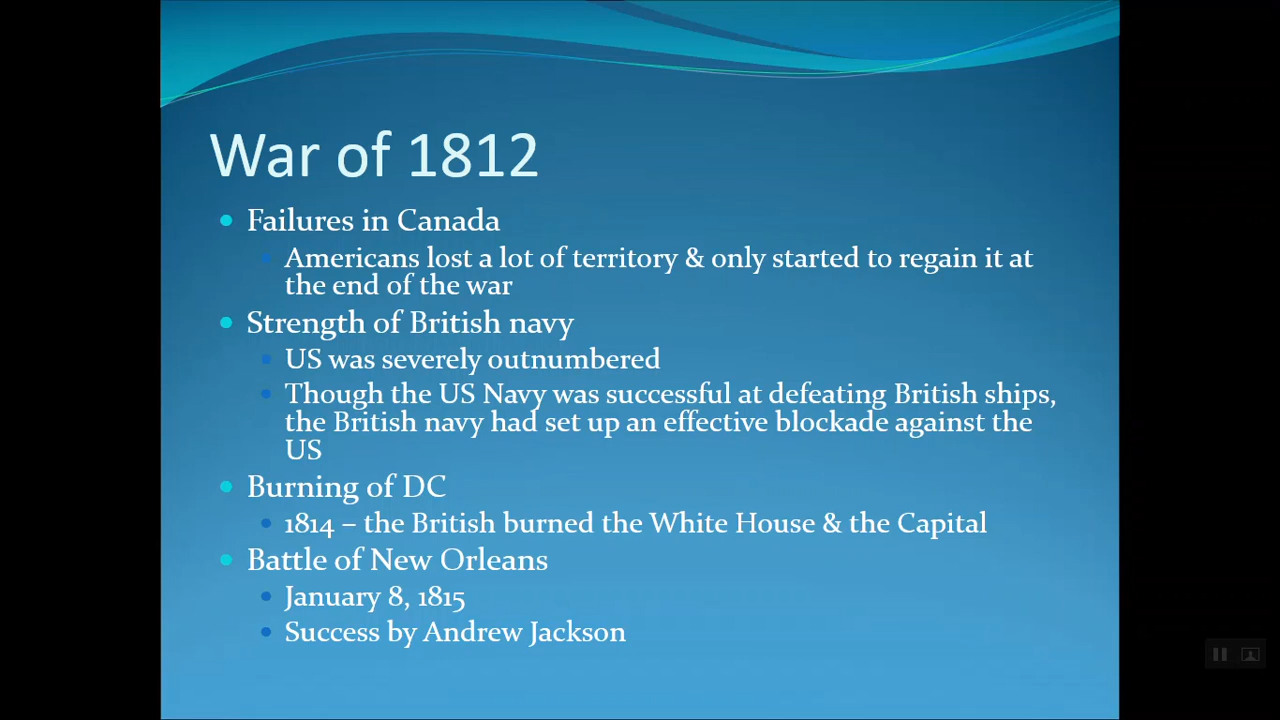 War of 1812
Failures in Canada
Americans lost a lot of territory & only started to regain it at
the end of the war
Strength of British navy
US was severely outnumbered
Though the US Navy was successful at defeating British ships,
the British navy had set up an effective blockade against the
US
Burning of DC
1814 – the British burned the White House & the Capital
Battle of New Orleans
January 8, 1815
Success by Andrew Jackson